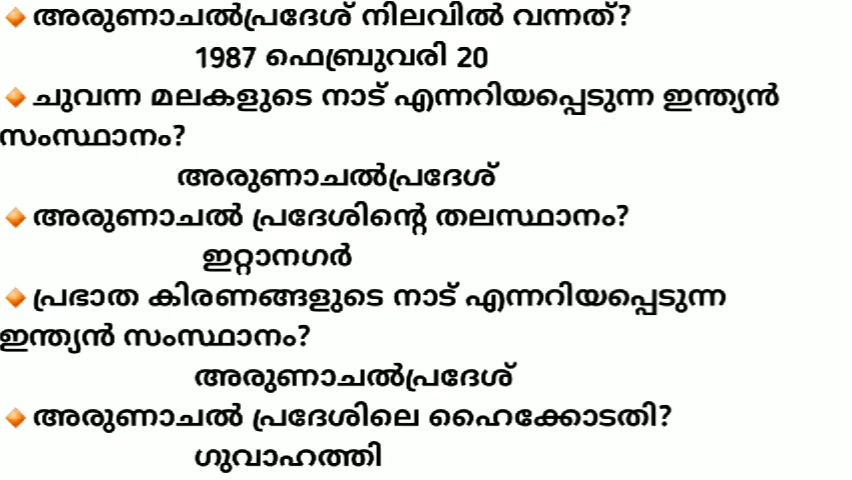 🔸അരുണാചൽപ്രദേശ് നിലവിൽ വന്നത്?
1987 ഫെബ്രുവരി 20
🔸ചുവന്ന മലകളുടെ നാട് എന്നറിയപ്പെടുന്ന ഇന്ത്യൻ
സംസ്ഥാനം?
അരുണാചൽപ്രദേശ്
🔸അരുണാചൽ പ്രദേശിന്റെ തലസ്ഥാനം?
ഇറ്റാനഗർ
🔸പ്രഭാത കിരണങ്ങളുടെ നാട് എന്നറിയപ്പെടുന്ന
ഇന്ത്യൻ സംസ്ഥാനം?
അരുണാചൽപ്രദേശ്
🔸അരുണാചൽ പ്രദേശിലെ ഹൈക്കോടതി?
ഗുവാഹത്തി